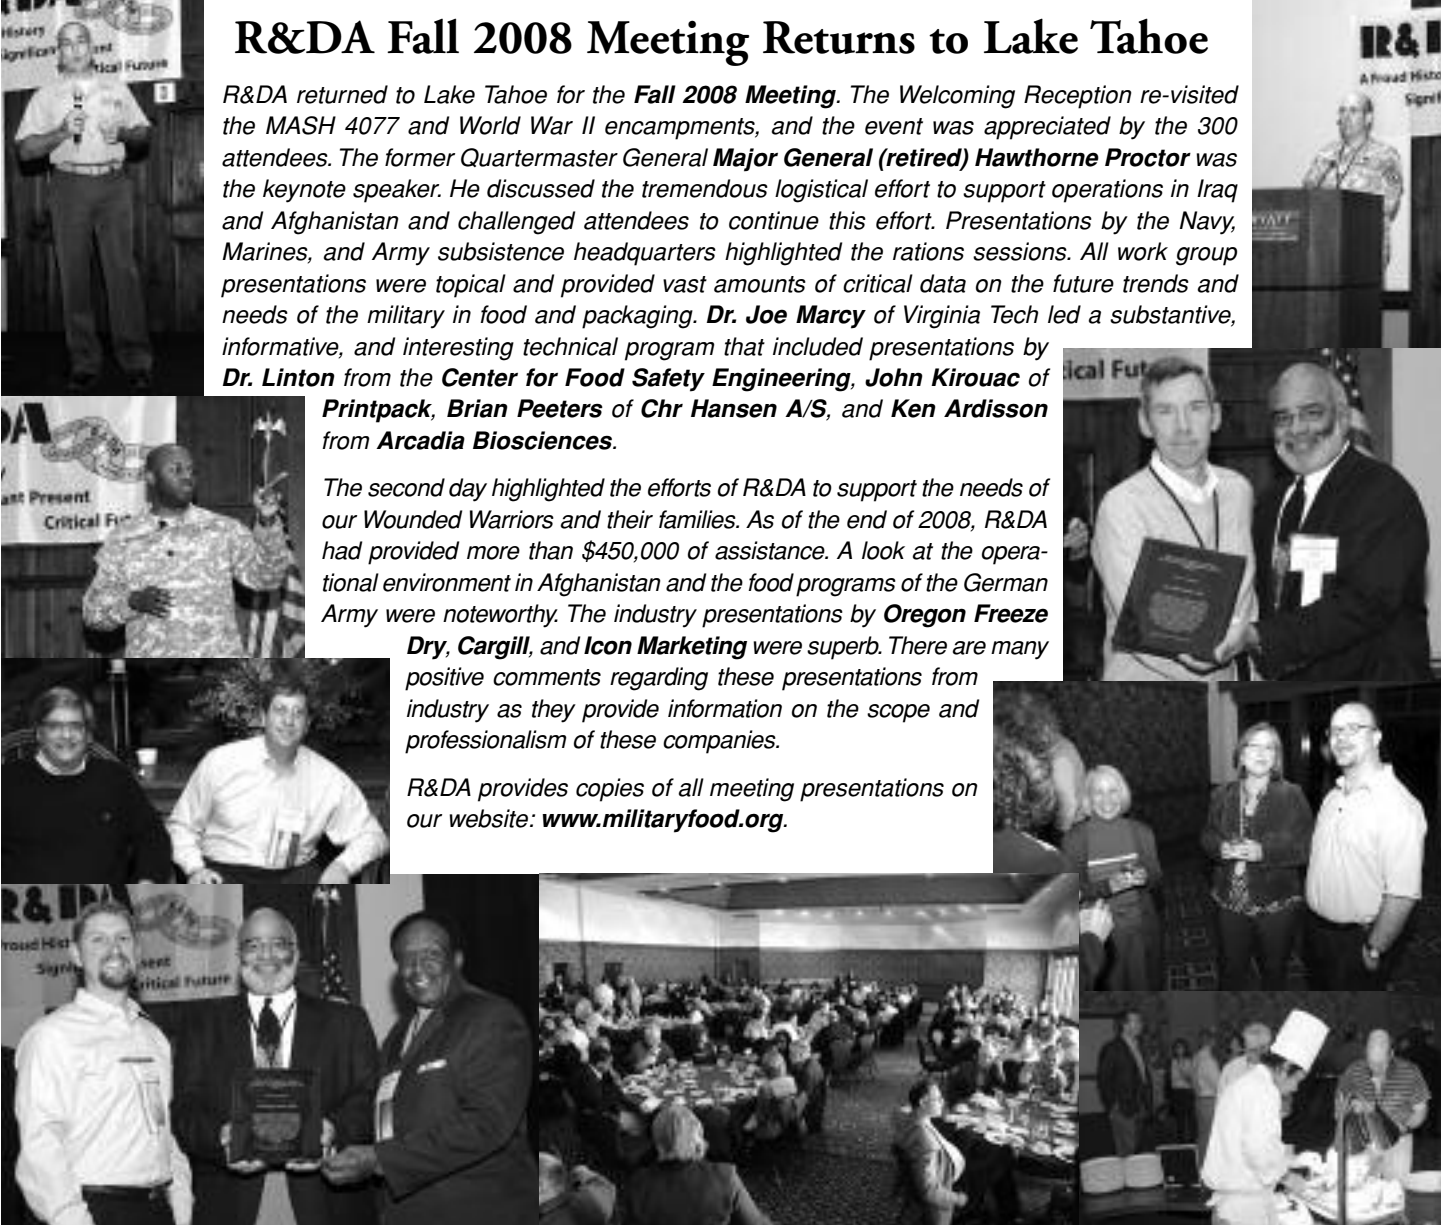 R&DA Fall 2008 Meeting Returns to Lake Tahoe
R&DA returned to Lake Tahoe for the Fall 2008 Meeting. The Welcoming Reception re-visited
the MASH 4077 and World War II encampments, and the event was appreciated by the 300
attendees. The former Quartermaster General Major General (retired) Hawthorne Proctor was
the keynote speaker. He discussed the tremendous logistical effort to support operations in Iraq
and Afghanistan and challenged attendees to continue this effort. Presentations by the Navy,
Marines, and Army subsistence headquarters highlighted the rations sessions. All work group
presentations were topical and provided vast amounts of critical data on the future trends and
needs of the military in food and packaging. Dr. Joe Marcy of Virginia Tech led a substantive,
informative, and interesting technical program that included presentations by
Dr. Linton from the Center for Food Safety Engineering, John Kirouac of
Printpack, Brian Peeters of Chr Hansen A/S, and Ken Ardisson
from Arcadia Biosciences.
The second day highlighted the efforts of R&DA to support the needs of
our Wounded Warriors and their families. As of the end of 2008, R&DA
had provided more than $450,000 of assistance. A look at the opera-
tional environment in Afghanistan and the food programs of the German
Army were noteworthy. The industry presentations by Oregon Freeze
Dry, Cargill, and Icon Marketing were superb. There are many
positive comments regarding these presentations from
industry as they provide information on the scope and
professionalism of these companies.
R&DA provides copies of all meeting presentations on
our website: www.militaryfood.org.
History
Critical Future
R&
A Proud
DA
Present
Critical
R&
Critical Future